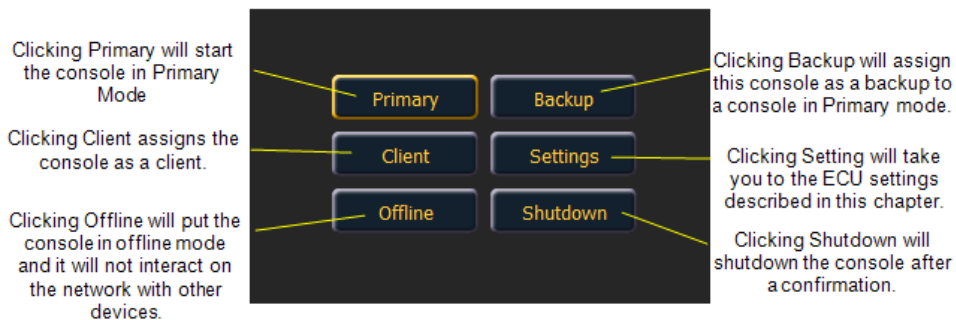 Clicking Primary will start
the console in Primary
Mode
Clicking Client assigns the
console as a client.
Clicking Offline will put the
console in offline mode
and it will not interact on
the network with other
devices.
Primary
Backup
Client
Settings
Offline
Shutdown
Clicking Backup will assign
this console as a backup to
a console in Primary mode.
Clicking Setting will take
you to the ECU settings
described in this chapter.
Clicking Shutdown will
shutdown the console after
a confirmation.